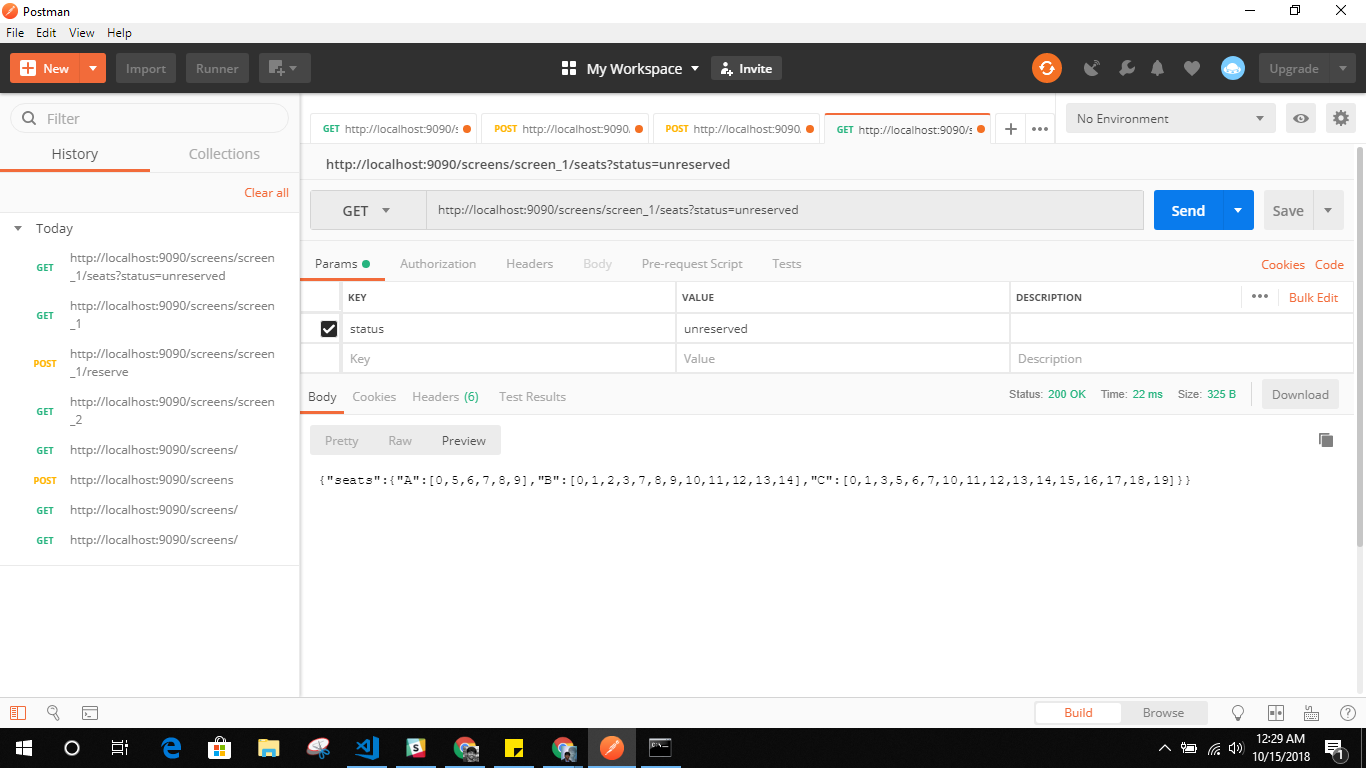 Postman
File Edit View Help
New Import Runner My Workspace Invite Upgrade
Filter
History Collections
Clear all
Today
GET http://localhost:9090/screens/screen
_1/seats?status=unreserved
GET http://localhost:9090/screens/screen
_1
POST http://localhost:9090/screens/screen
_1/reserve
GET http://localhost:9090/screens/screen
_2
GET http://localhost:9090/screens/
POST http://localhost:9090/screens
GET http://localhost:9090/screens/
GET http://localhost:9090/screens/
GET http://localhost:9090/s POST http://localhost:9090. POST http://localhost:9090. GET http://localhost:9090/s + ••• No Environment
http://localhost:9090/screens/screen_1/seats?status=unreserved
GET http://localhost:9090/screens/screen_1/seats?status=unreserved Send Save
Params Authorization Headers Body Pre-request Script Tests Cookies Code
KEY VALUE DESCRIPTION ••• Bulk Edit
status unreserved
Key Value Description
Body Cookies Headers (6) Test Results Status: 200 OK Time: 22 ms Size: 325 B Download
Pretty Raw Preview
{"seats":{"A":[0,5,6,7,8,9],"B":[0,1,2,3,7,8,9,10,11,12,13,14],"C":[0,1,3,5,6,7,10,11,12,13,14,15,16,17,18,19]}}
Build Browse
12:29 AM
10/15/2018
1